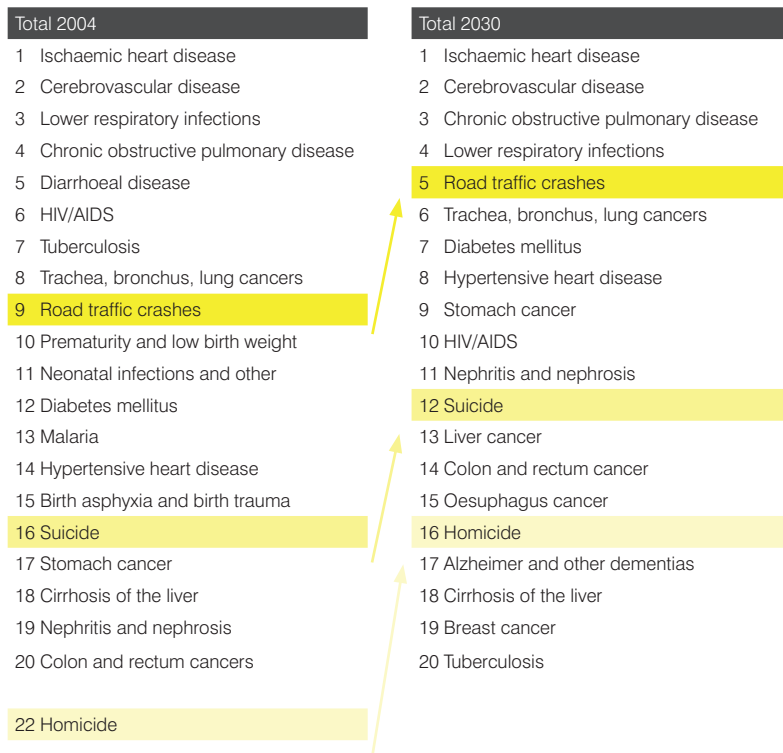 Total 2004
1 Ischaemic heart disease
2 Cerebrovascular disease
3 Lower respiratory infections
4 Chronic obstructive pulmonary disease
5 Diarrhoeal disease
6 HIV/AIDS
7 Tuberculosis
8 Trachea, bronchus, lung cancers
9 Road traffic crashes
10 Prematurity and low birth weight
11 Neonatal infections and other
12 Diabetes mellitus
13 Malaria
14 Hypertensive heart disease
15 Birth asphyxia and birth trauma
16 Suicide
17 Stomach cancer
18 Cirrhosis of the liver
19 Nephritis and nephrosis
20 Colon and rectum cancers
22 Homicide
Total 2030
1 Ischaemic heart disease
2 Cerebrovascular disease
3 Chronic obstructive pulmonary disease
4 Lower respiratory infections
5 Road traffic crashes
6 Trachea, bronchus, lung cancers
7 Diabetes mellitus
8 Hypertensive heart disease
9 Stomach cancer
10 HIV/AIDS
11 Nephritis and nephrosis
12 Suicide
13 Liver cancer
14 Colon and rectum cancer
15 Oesuphagus cancer
16 Homicide
17 Alzheimer and other dementias
18 Cirrhosis of the liver
19 Breast cancer
20 Tuberculosis